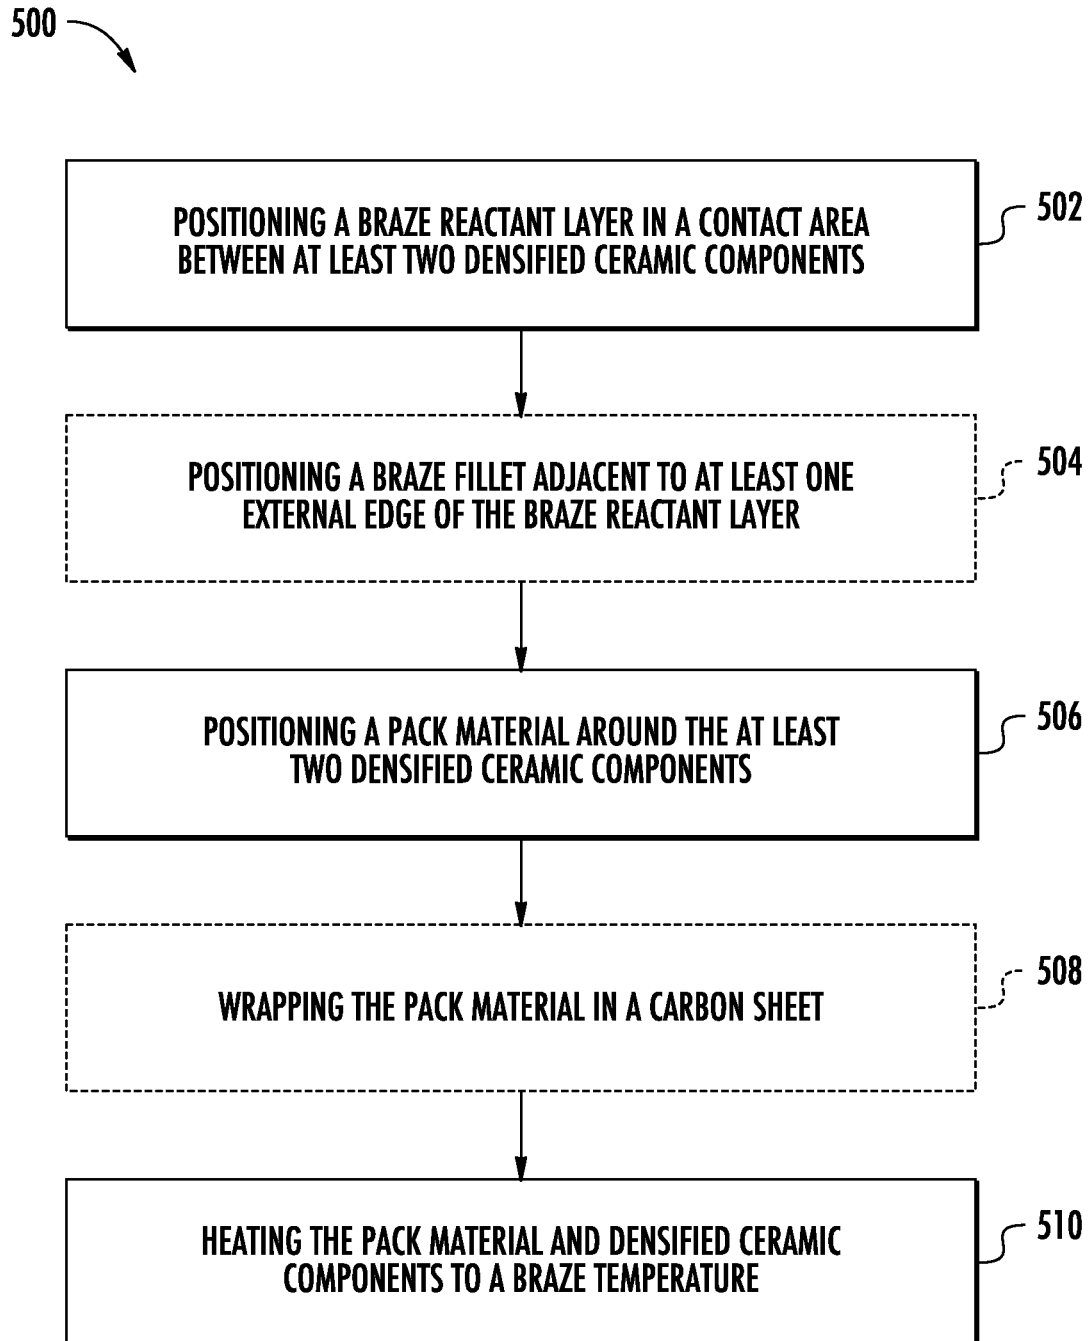 500
POSITIONING A BRAZE REACTANT LAYER IN A CONTACT AREA
BETWEEN AT LEAST TWO DENSIFIED CERAMIC COMPONENTS
502
POSITIONING A BRAZE FILLET ADJACENT TO AT LEAST ONE
EXTERNAL EDGE OF THE BRAZE REACTANT LAYER
504
POSITIONING A PACK MATERIAL AROUND THE AT LEAST
TWO DENSIFIED CERAMIC COMPONENTS
506
WRAPPING THE PACK MATERIAL IN A CARBON SHEET
508
HEATING THE PACK MATERIAL AND DENSIFIED CERAMIC
COMPONENTS TO A BRAZE TEMPERATURE
510